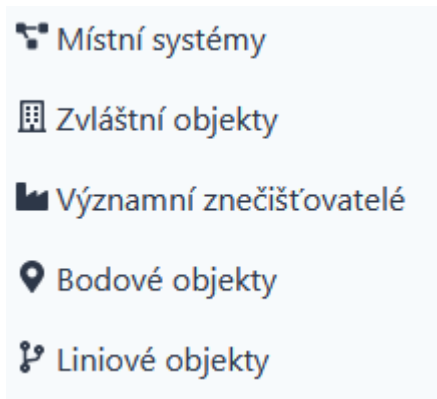 Místní systémy
Zvláštní objekty
Významní znečišťovatelé
Bodové objekty
Liniové objekty